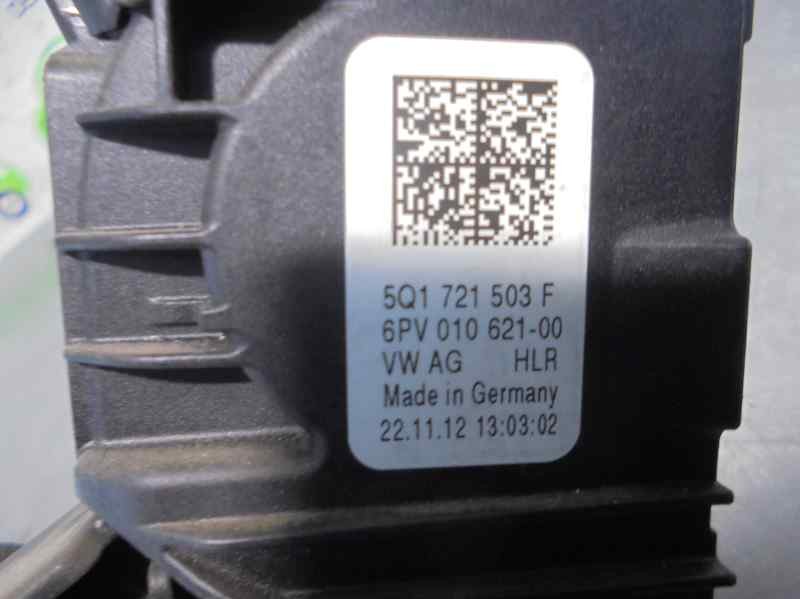 5Q1 721 503 F
6PV 010 621-00
VW AG HLR
Made in Germany
22.11.12 13:03:02